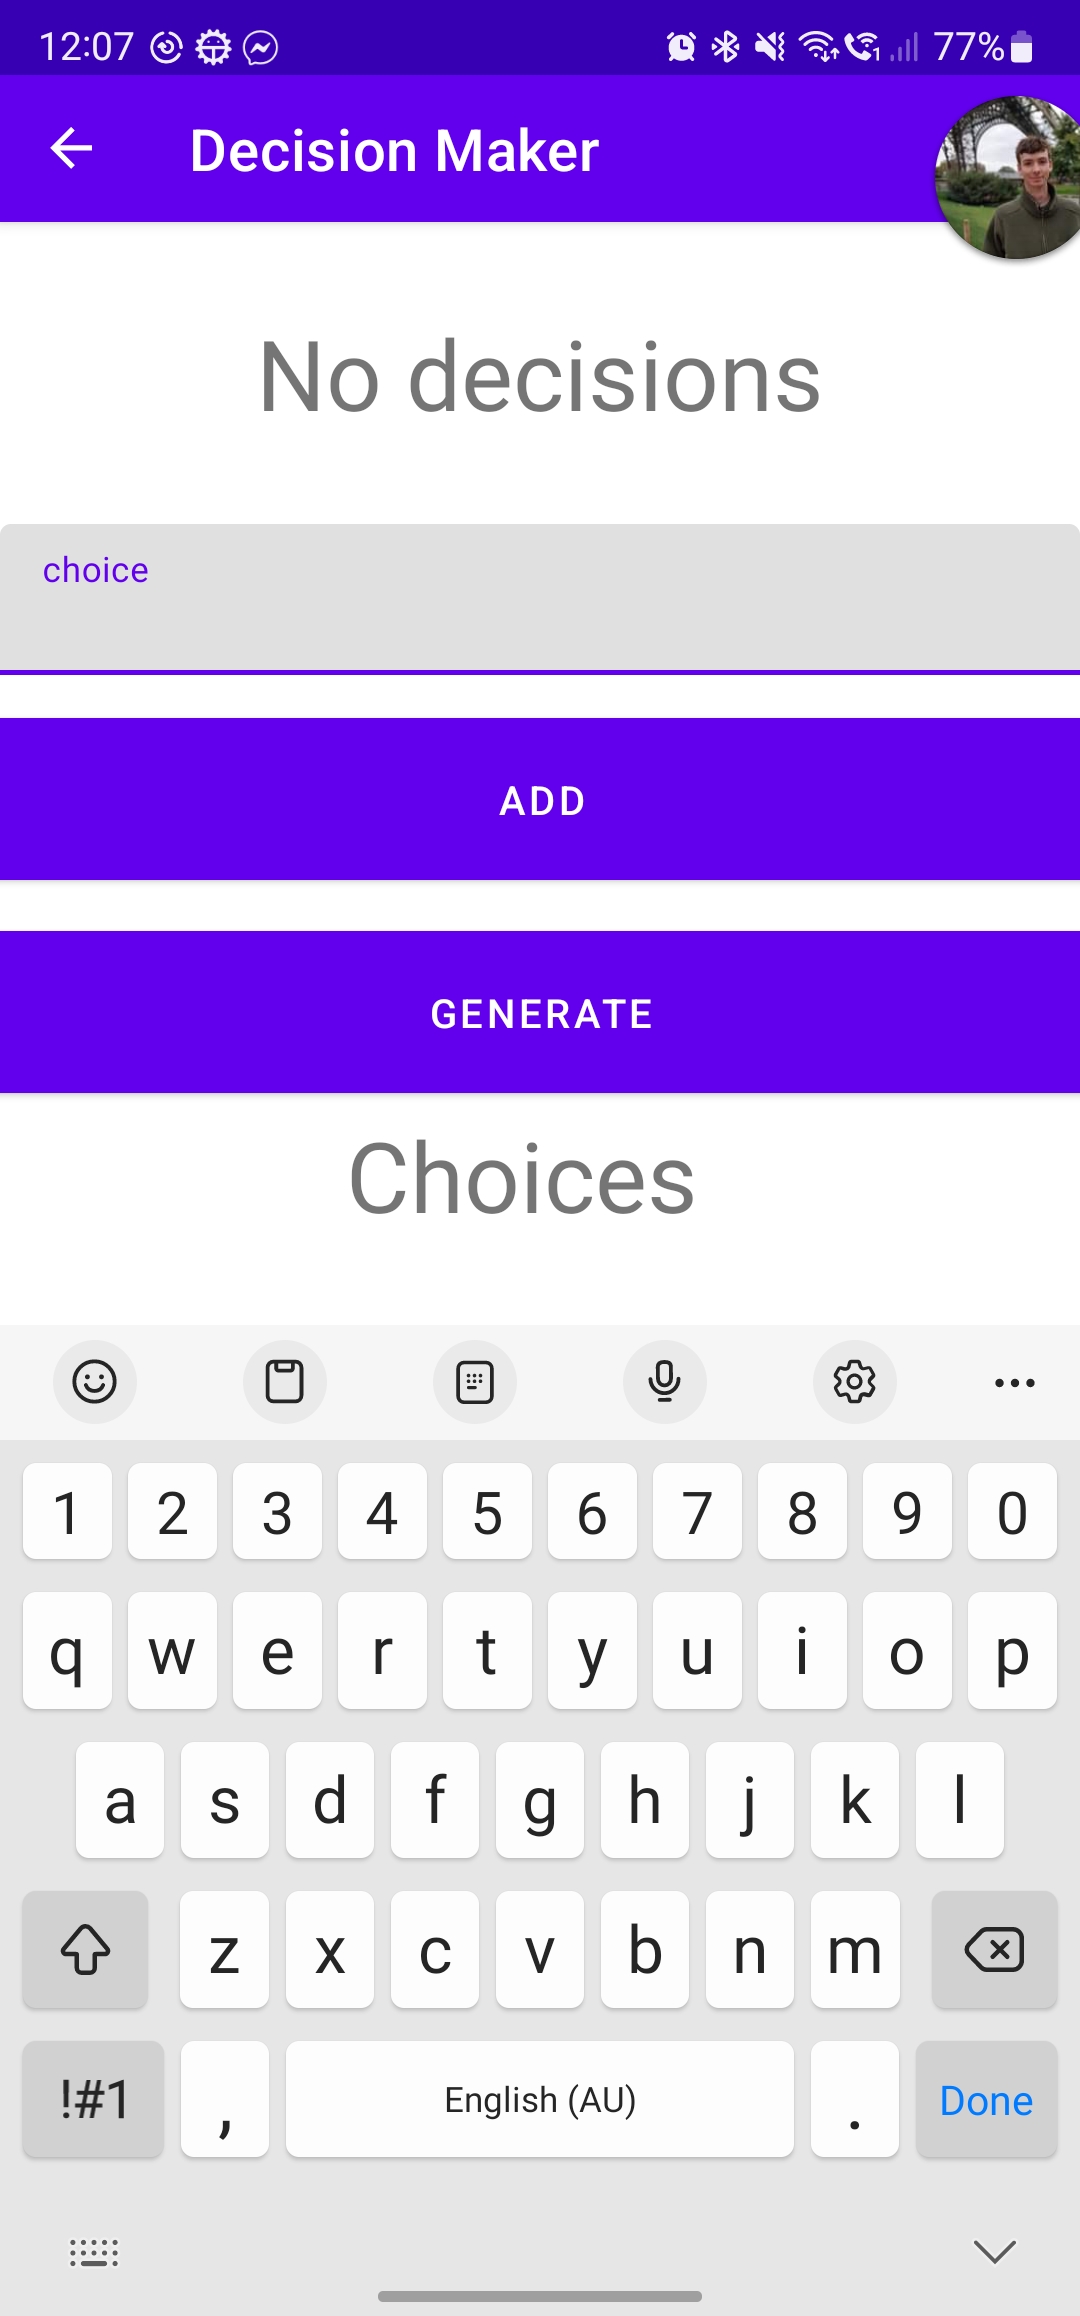 12:07 77%
Decision Maker
No decisions
choice
ADD
GENERATE
Choices
1 2 3 4 5 6 7 8 9 0
q w e r t y u i o p
a s d f g h j k l
z x c v b n m
!#1 , English (AU) . Done